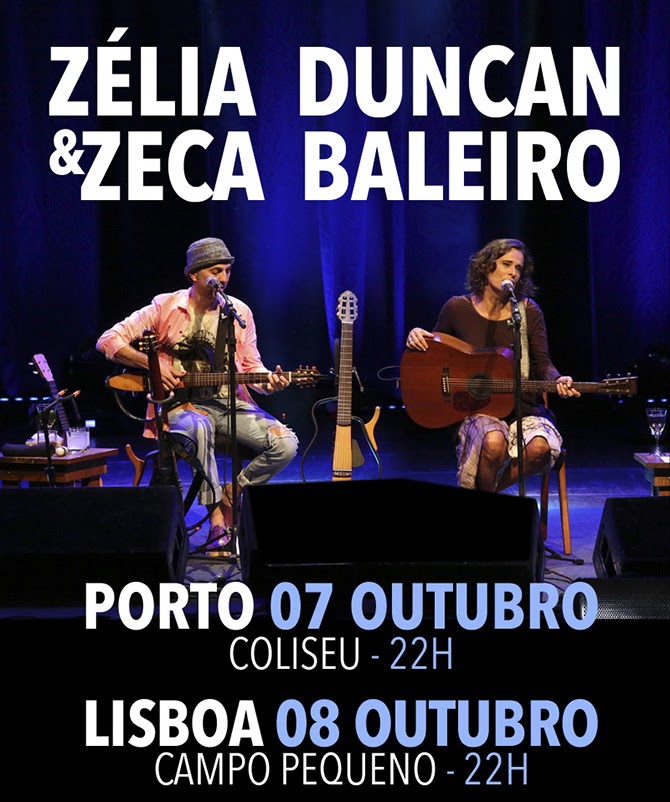 ZÉLIA DUNCAN
&ZECA BALEIRO
PORTO 07 OUTUBRO
COLISEU - 22H
LISBOA 08 OUTUBRO
CAMPO PEQUENO - 22H